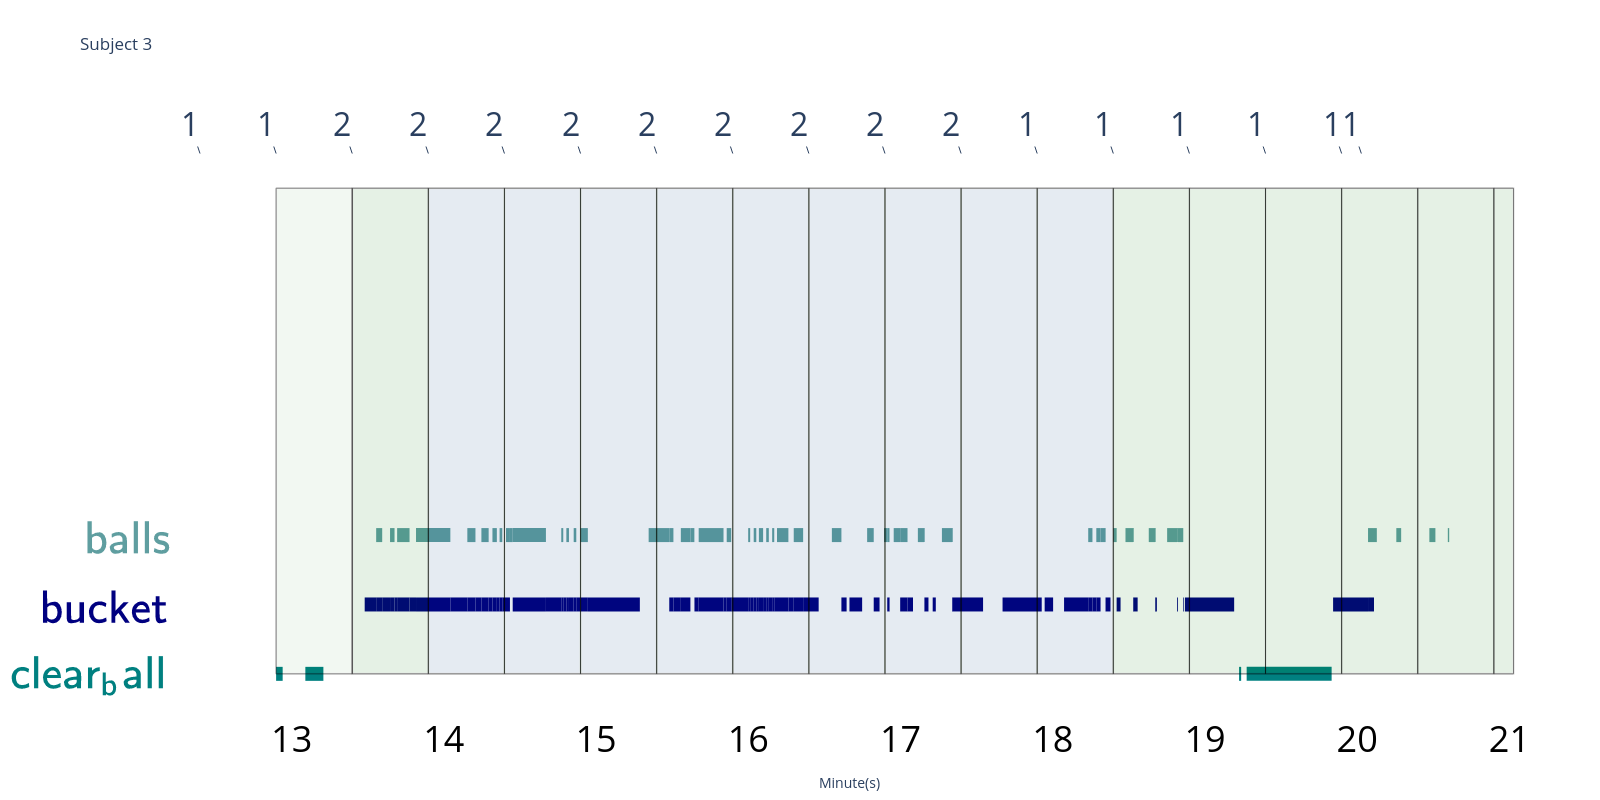 Subject 3
1 1 2 2 2 2 2 2 2 2 2 1 1 1 1 11
balls
bucket
clear_b all
13 14 15 16 17 18 19 20 21
Minute(s)